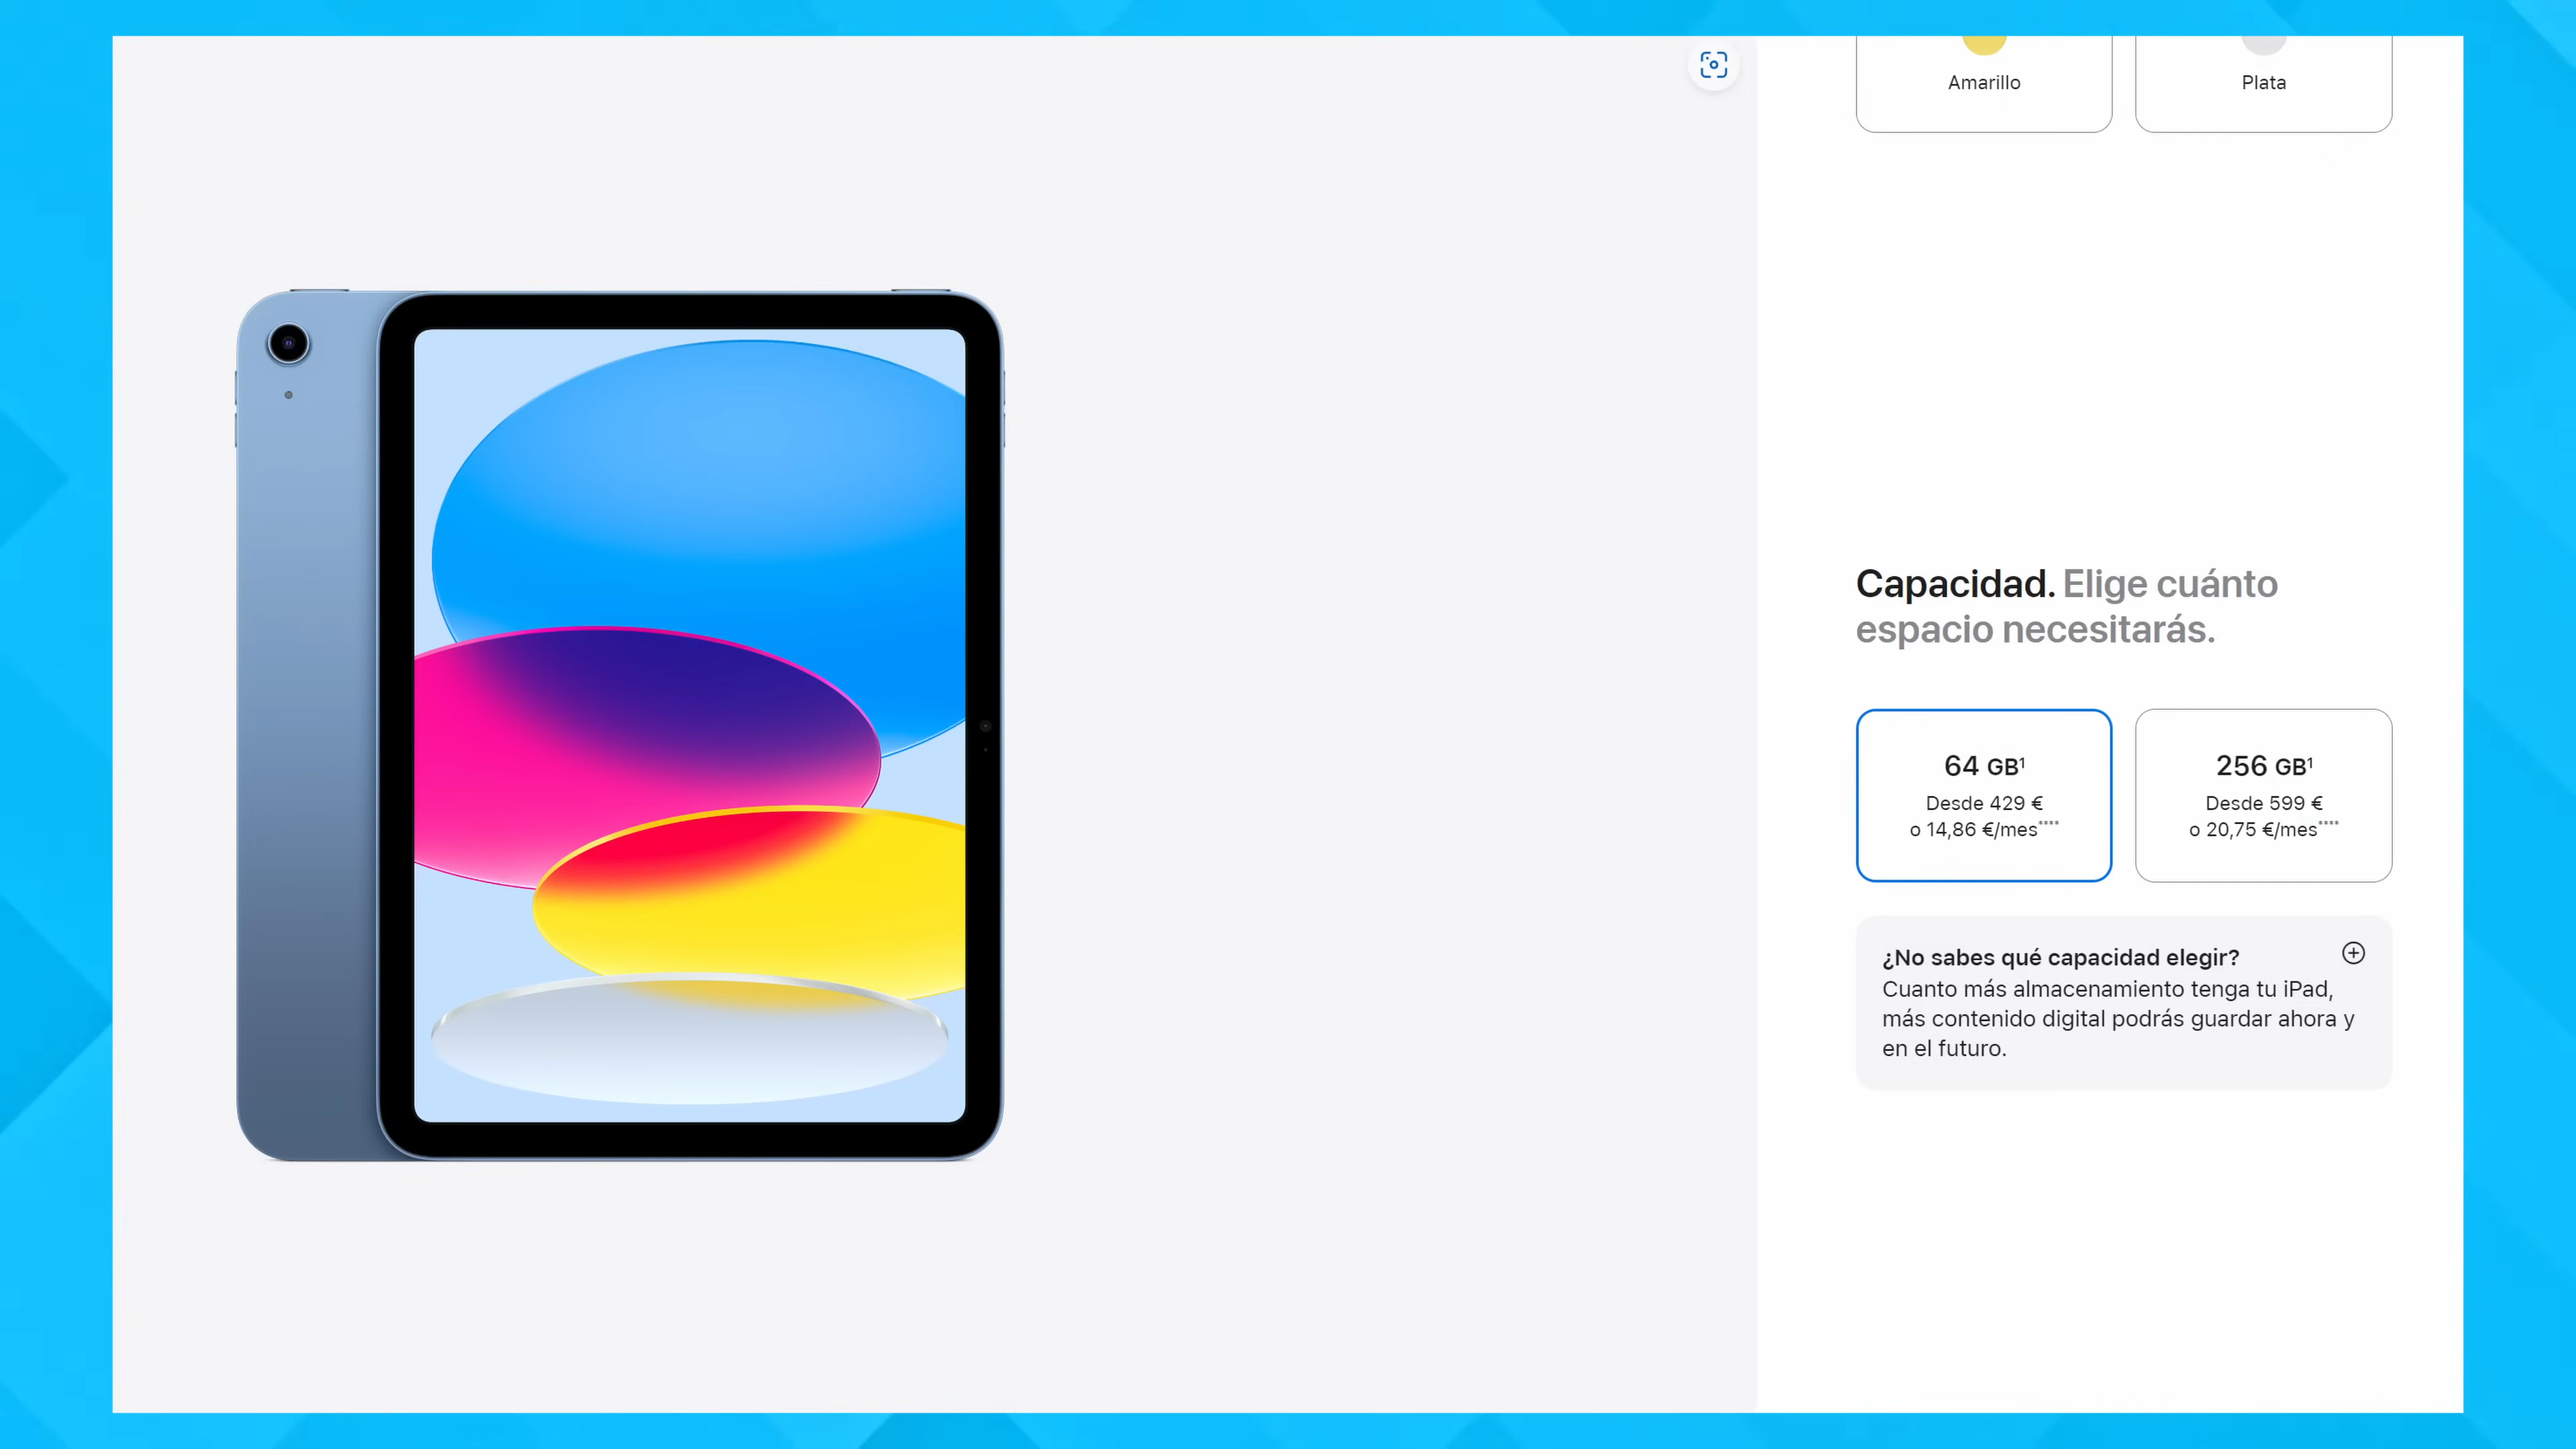 Amarillo
Plata
Capacidad. Elige cuánto
espacio necesitarás.
64 GB¹
Desde 429 €
o 14,86 €/mes****
256 GB¹
Desde 599 €
o 20,75 €/mes****
¿No sabes qué capacidad elegir?
Cuanto más almacenamiento tenga tu iPad,
más contenido digital podrás guardar ahora y
en el futuro.